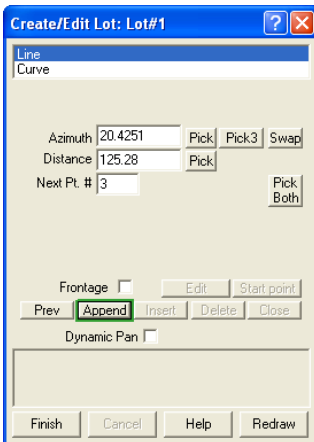 Create/Edit Lot: Lot#1
Line
Curve
Azimuth 20.4251 Pick Pick3 Swap
Distance 125.28 Pick
Next Pt. # 3 Pick Both
Frontage Edit Start point
Prev Append Insert Delete Close
Dynamic Pan
Finish Cancel Help Redraw